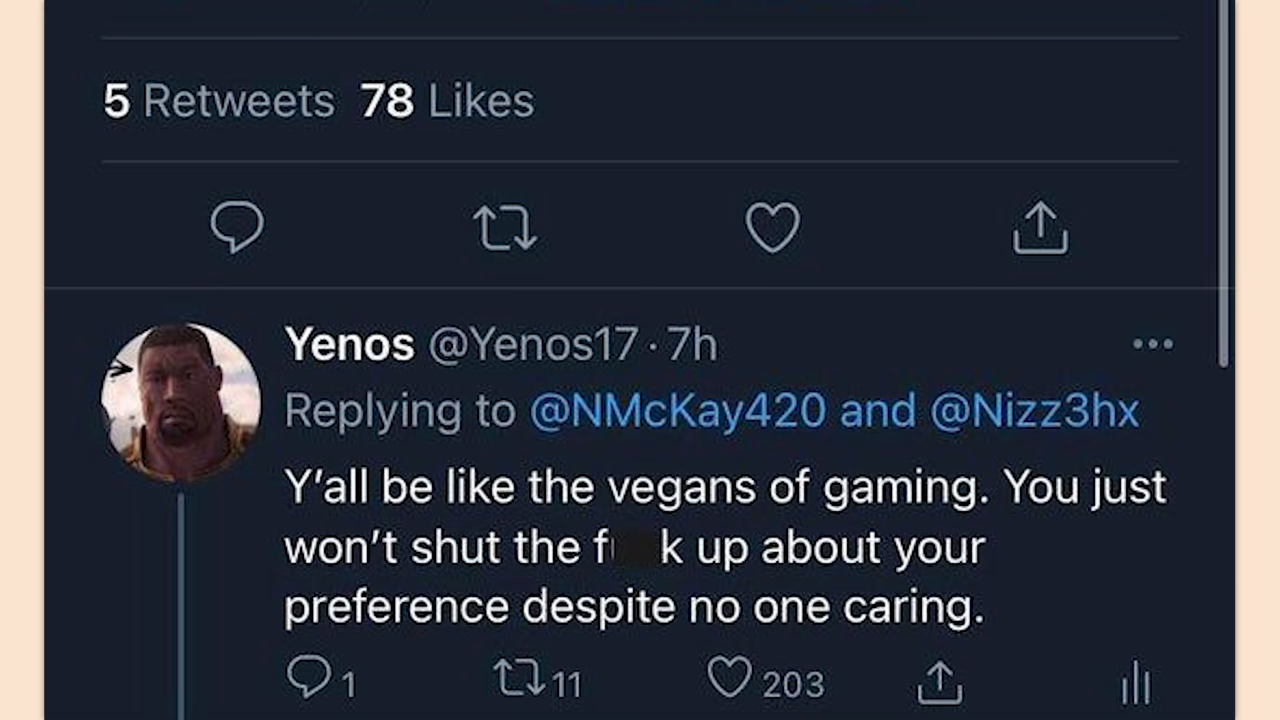 5 Retweets 78 Likes
Yenos @Yenos17 · 7h
Replying to @NMcKay420 and @Nizz3hx
Y’all be like the vegans of gaming. You just
won’t shut the f k up about your
preference despite no one caring.
1 11 203